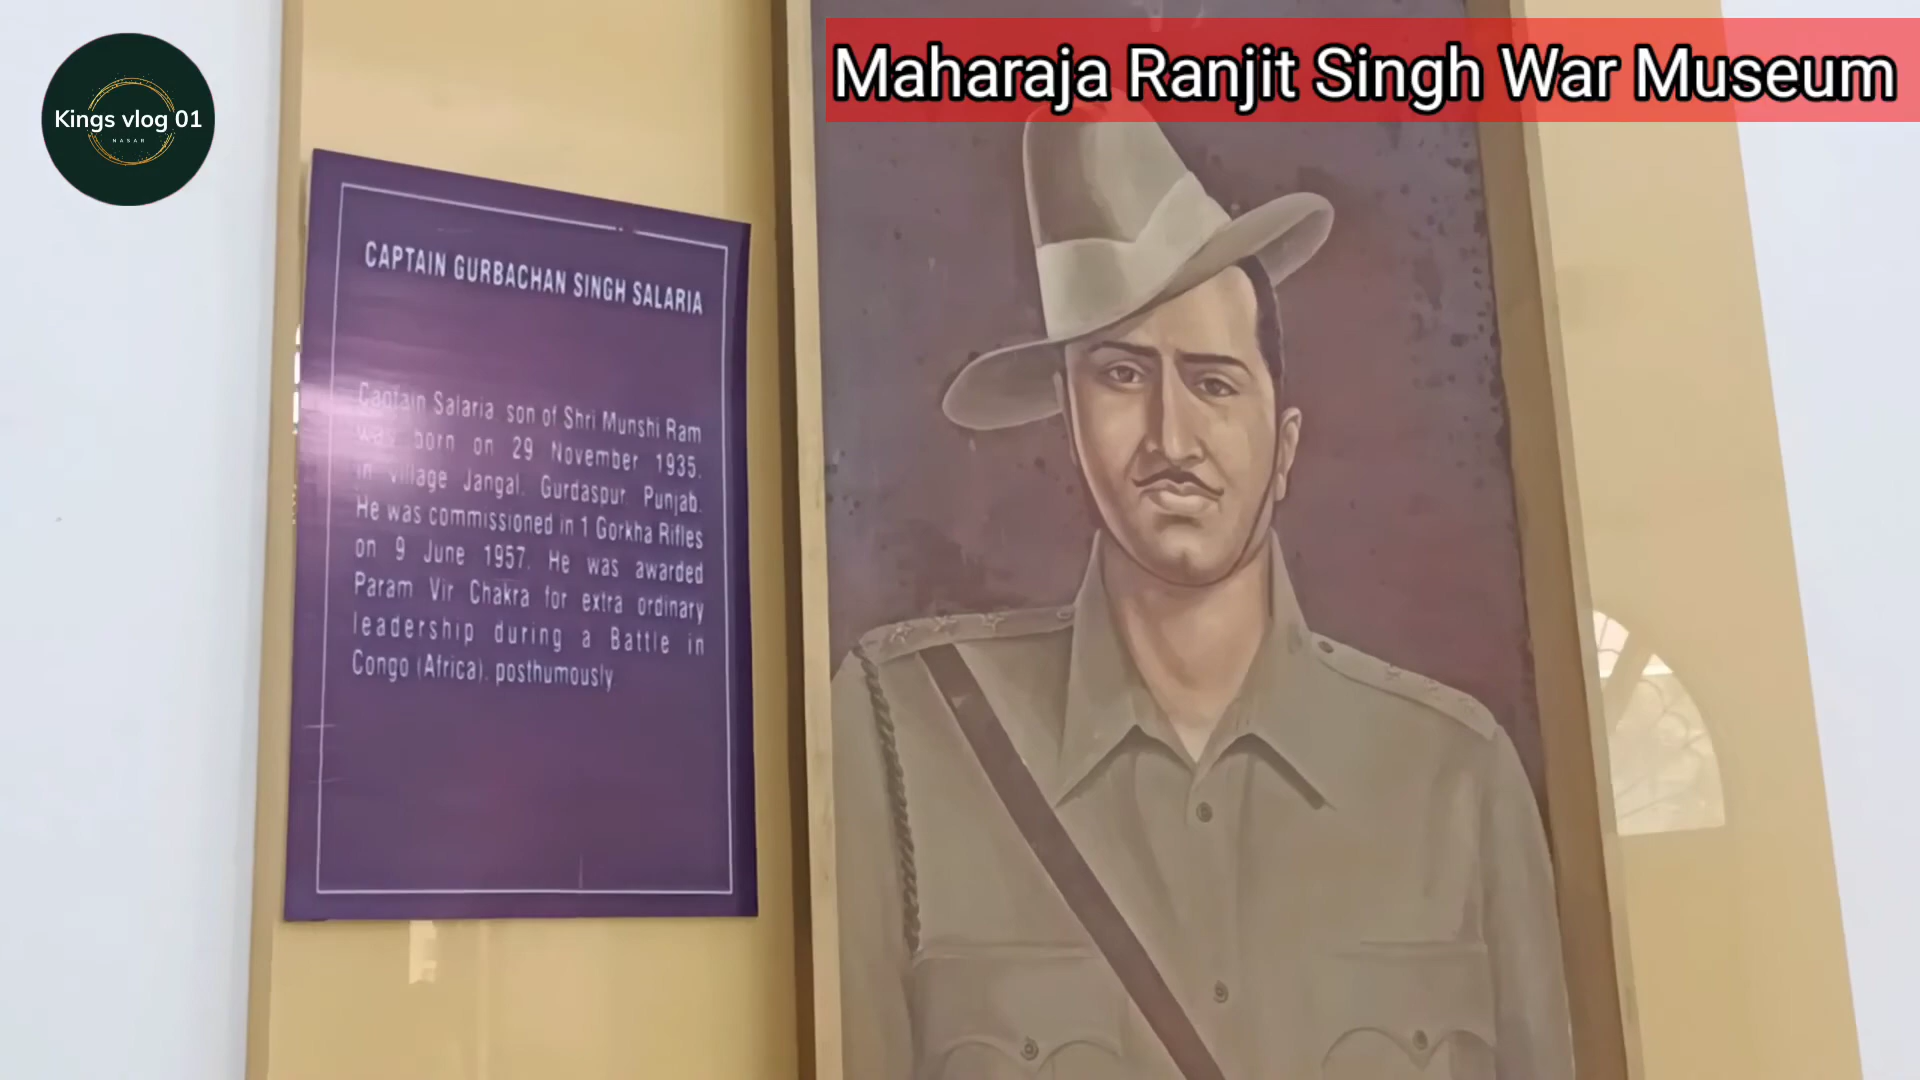 Kings vlog 01
NASAR
Maharaja Ranjit Singh War Museum
CAPTAIN GURBACHAN SINGH SALARIA
Captain Salaria son of Shri Munshi Ram
was born on 29 November 1935,
in village Jangal, Gurdaspur, Punjab.
He was commissioned in 1 Gorkha Rifles
on 9 June 1957. He was awarded
Param Vir Chakra for extra ordinary
leadership during a Battle in
Congo (Africa), posthumously.